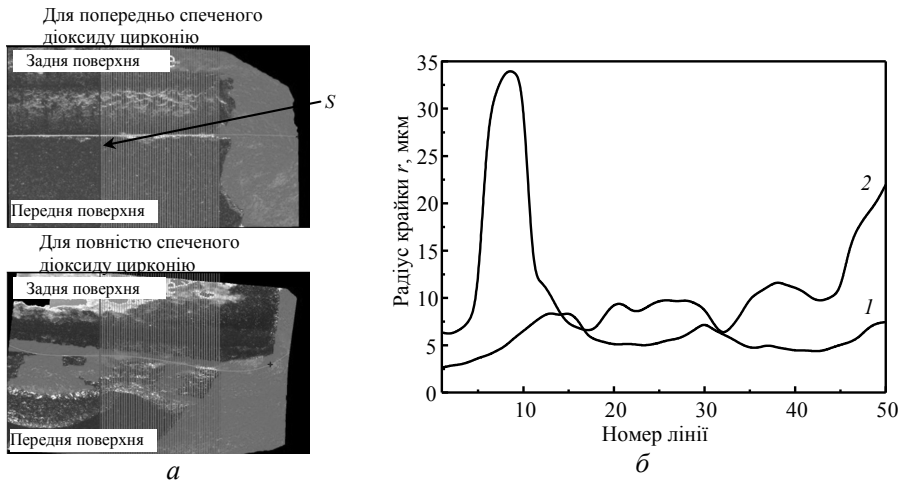 Для попередньо спеченого
діоксиду цирконію
Задня поверхня
S
Передня поверхня
Для повністю спеченого
діоксиду цирконію
Задня поверхня
Передня поверхня
а
Радіус крайки r, мкм
35
30
25
20
15
10
5
0
2
1
10
20
30
40
50
Номер лінії
б